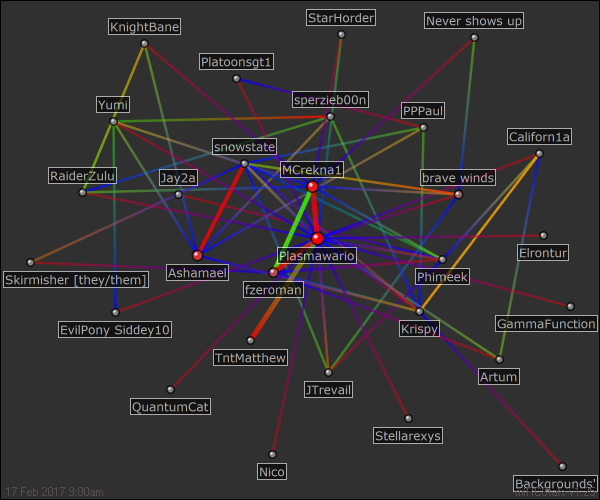 StarHorder
Never shows up
KnightBane
Platoonsgt1
sperzieb00n
Yumi
PPPaul
Californ1a
snowstate
MCrekna1
RaiderZulu
Jay2a
brave winds
Plasmawario
Elrontur
Ashamael
Phimeek
Skirmisher [they/them]
fzeroman
EvilPony Siddey10
Krispy
GammaFunction
TntMatthew
Artum
JTrevail
QuantumCat
Stellarexys
Nico
Backgrounds'
17 Feb 2017 9:00am